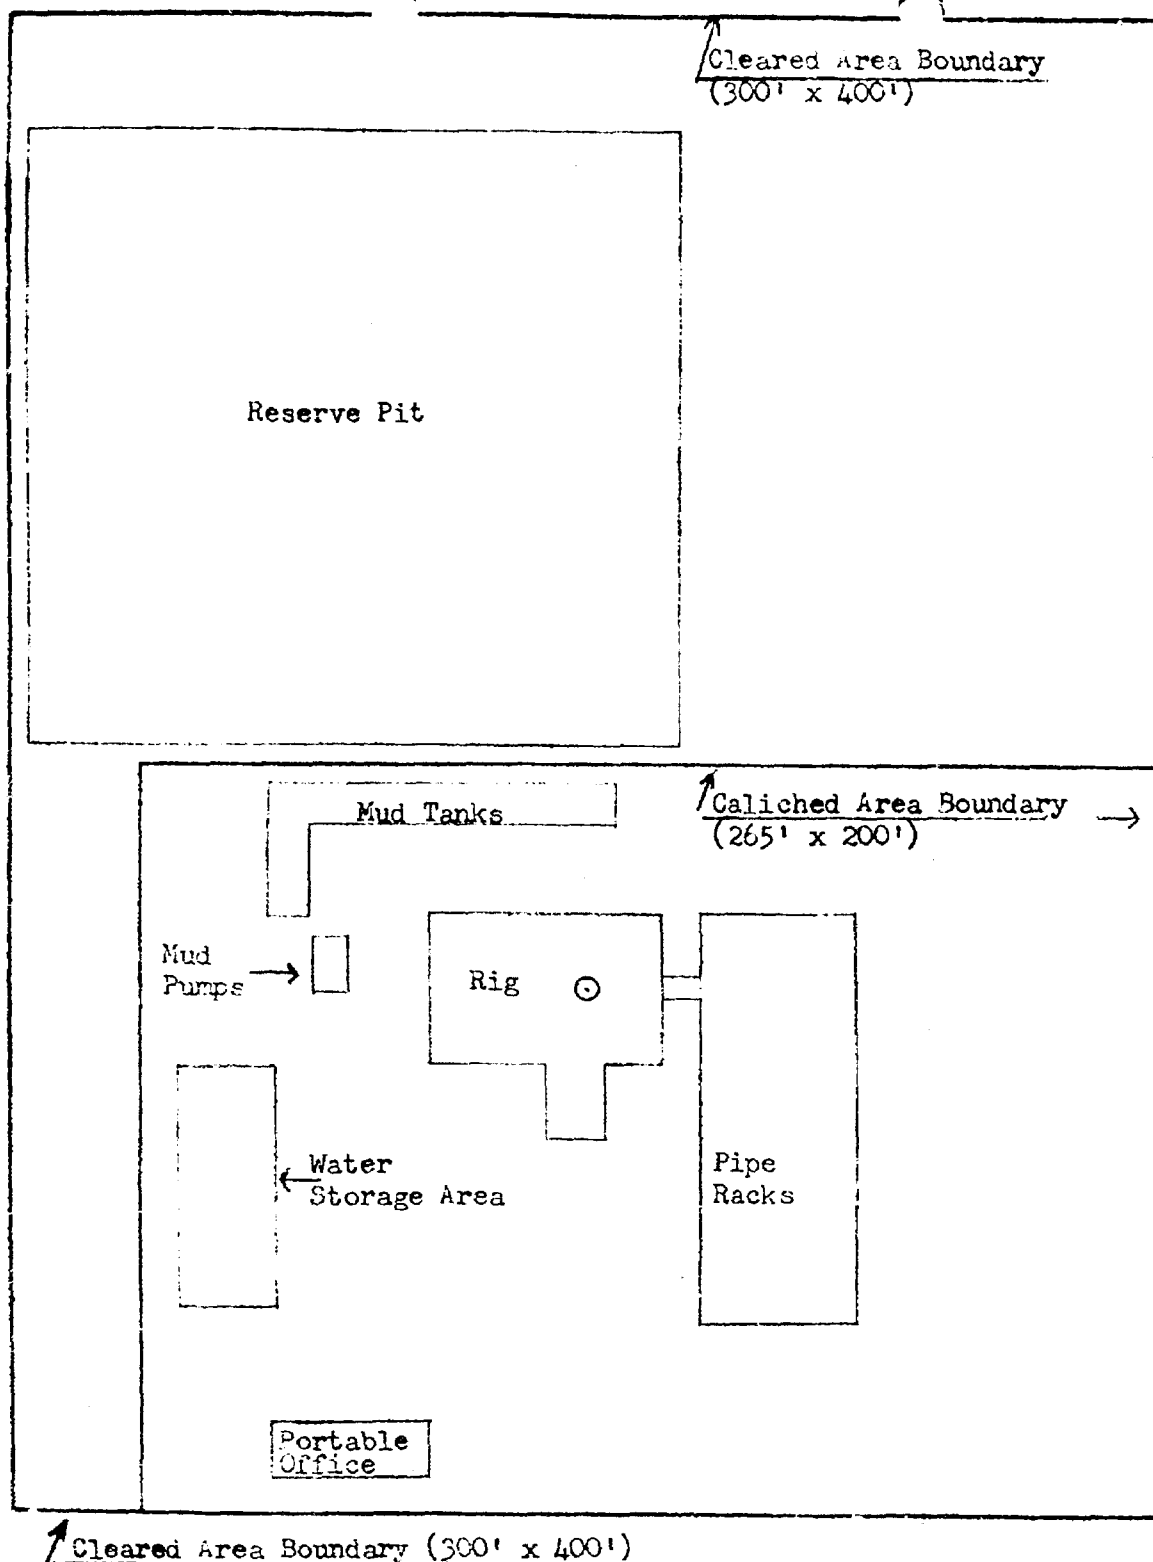 Cleared Area Boundary
(300' x 400')
Reserve Pit
Mud Tanks
Caliched Area Boundary
(265' x 200')
Mud
Pumps
Rig
Water
Storage Area
Pipe
Racks
Portable
Office
Cleared Area Boundary (300' x 400')